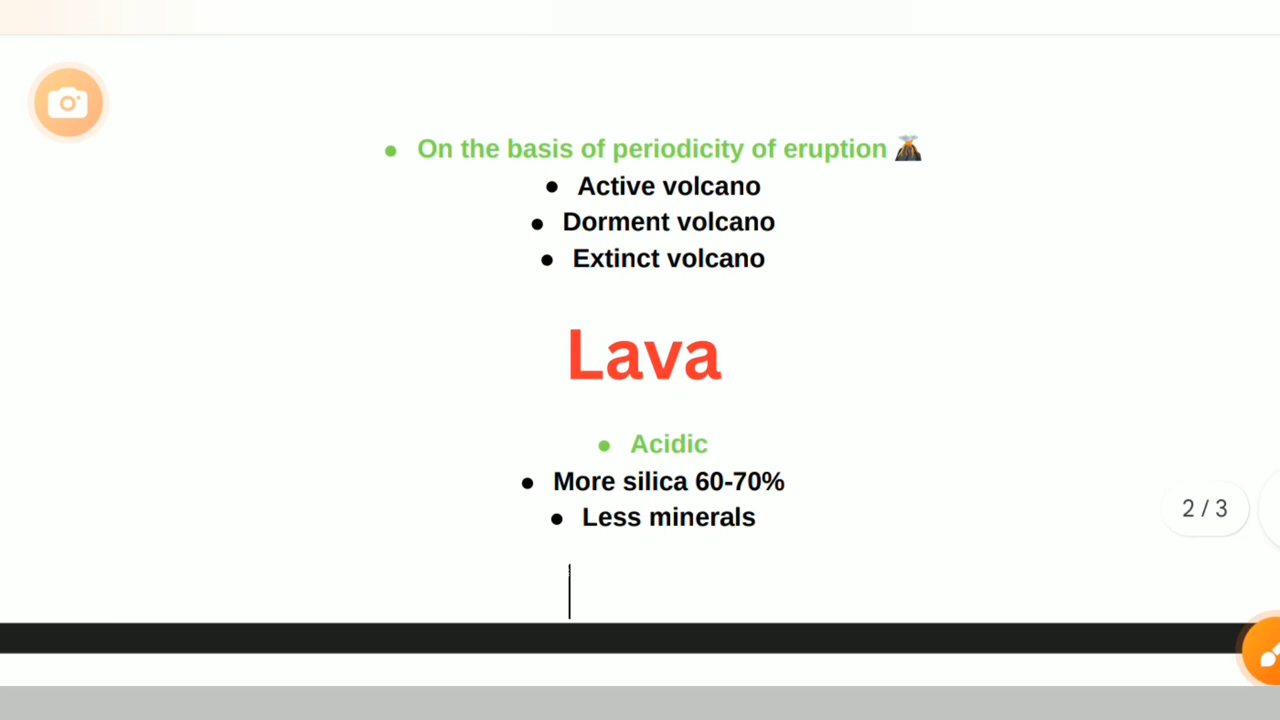 • On the basis of periodicity of eruption 🌋
• Active volcano
• Dorment volcano
• Extinct volcano
Lava
• Acidic
• More silica 60-70%
• Less minerals
2 / 3